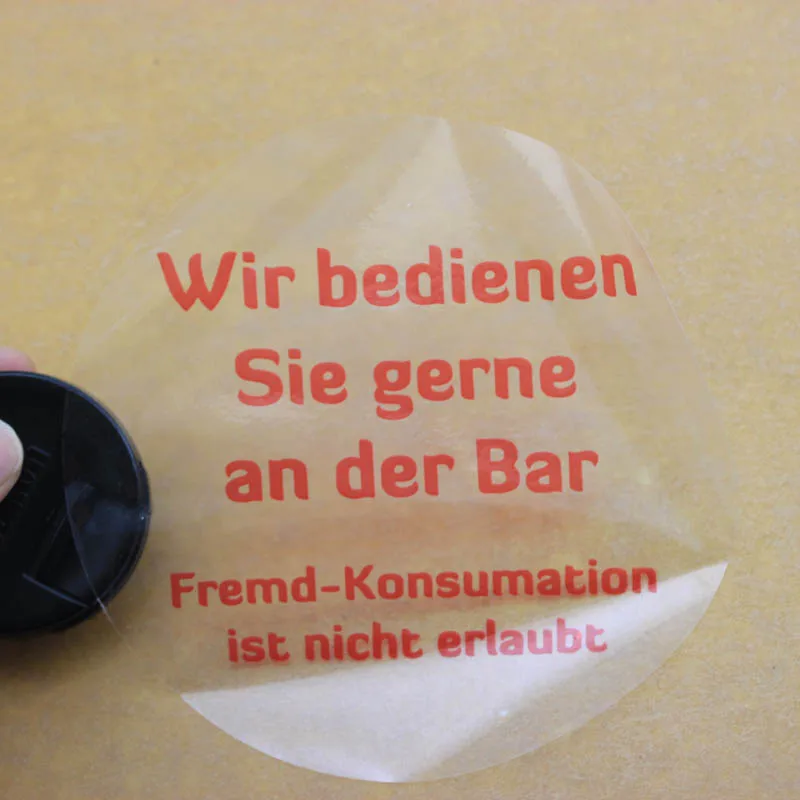 Wir bedienen
Sie gerne
an der Bar
Fremd-Konsumation
ist nicht erlaubt